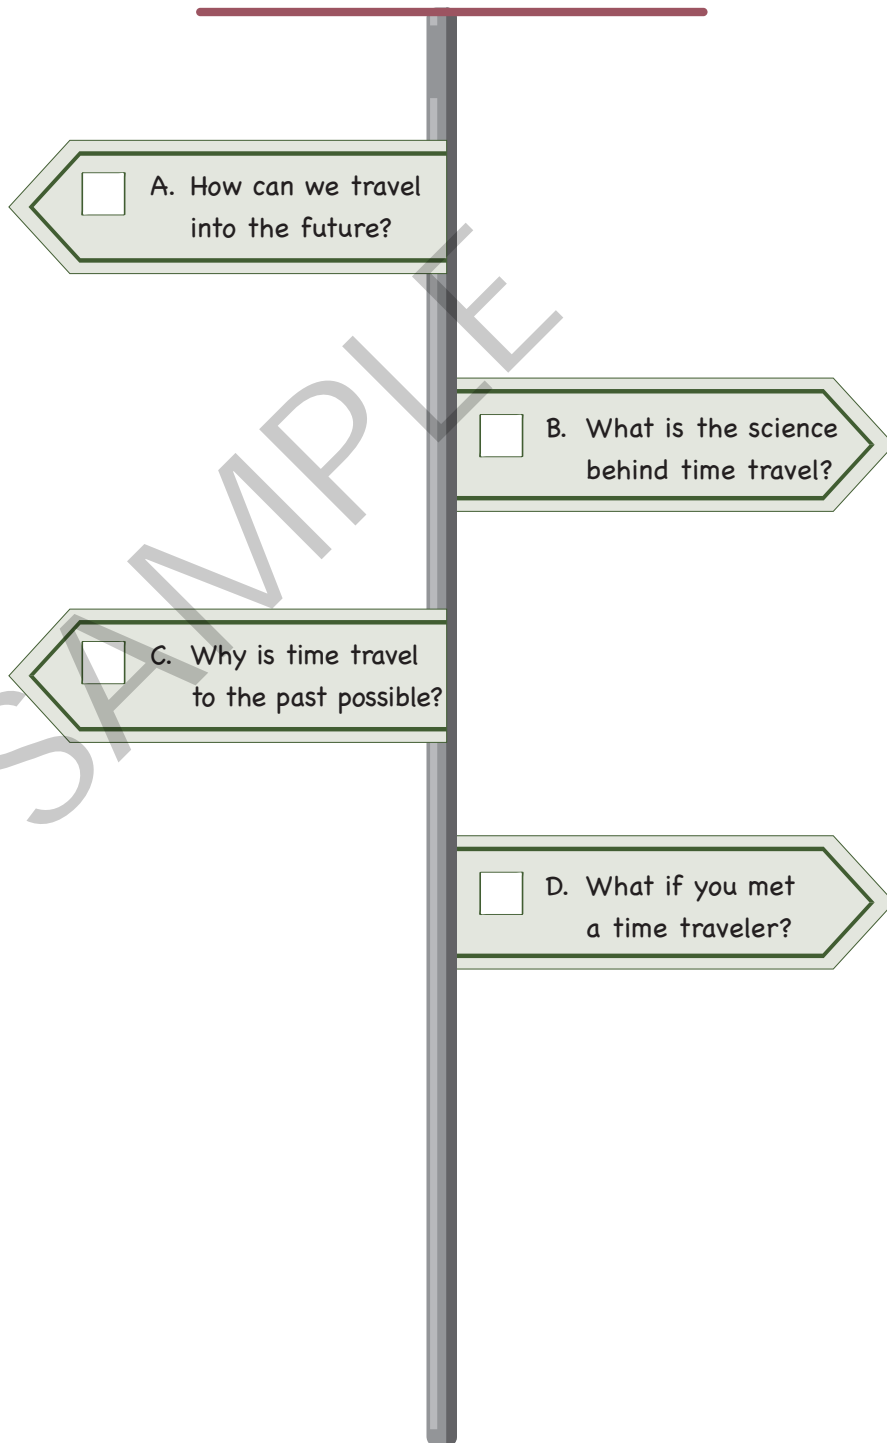 A. How can we travel
into the future?
B. What is the science
behind time travel?
C. Why is time travel
to the past possible?
D. What if you met
a time traveler?
SAMPLE